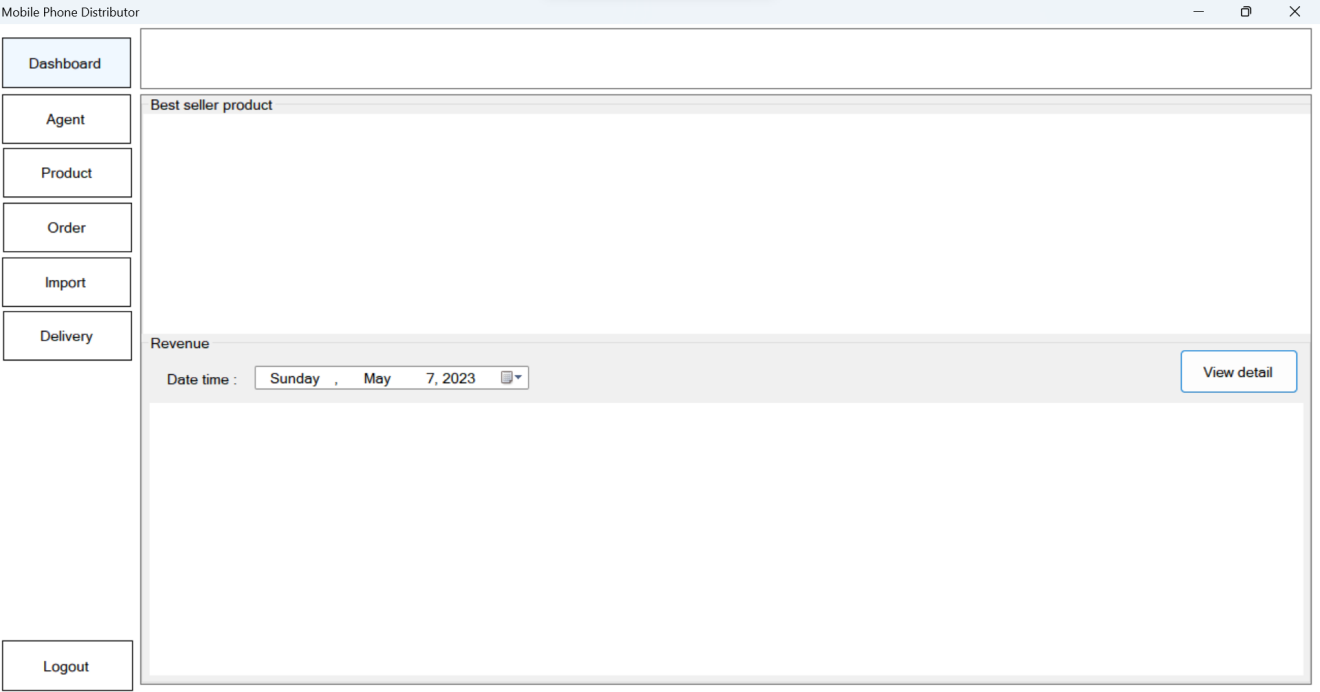 Mobile Phone Distributor
Dashboard
Agent
Product
Order
Import
Delivery
Logout
Best seller product
Revenue
Date time :
Sunday , May 7, 2023
View detail